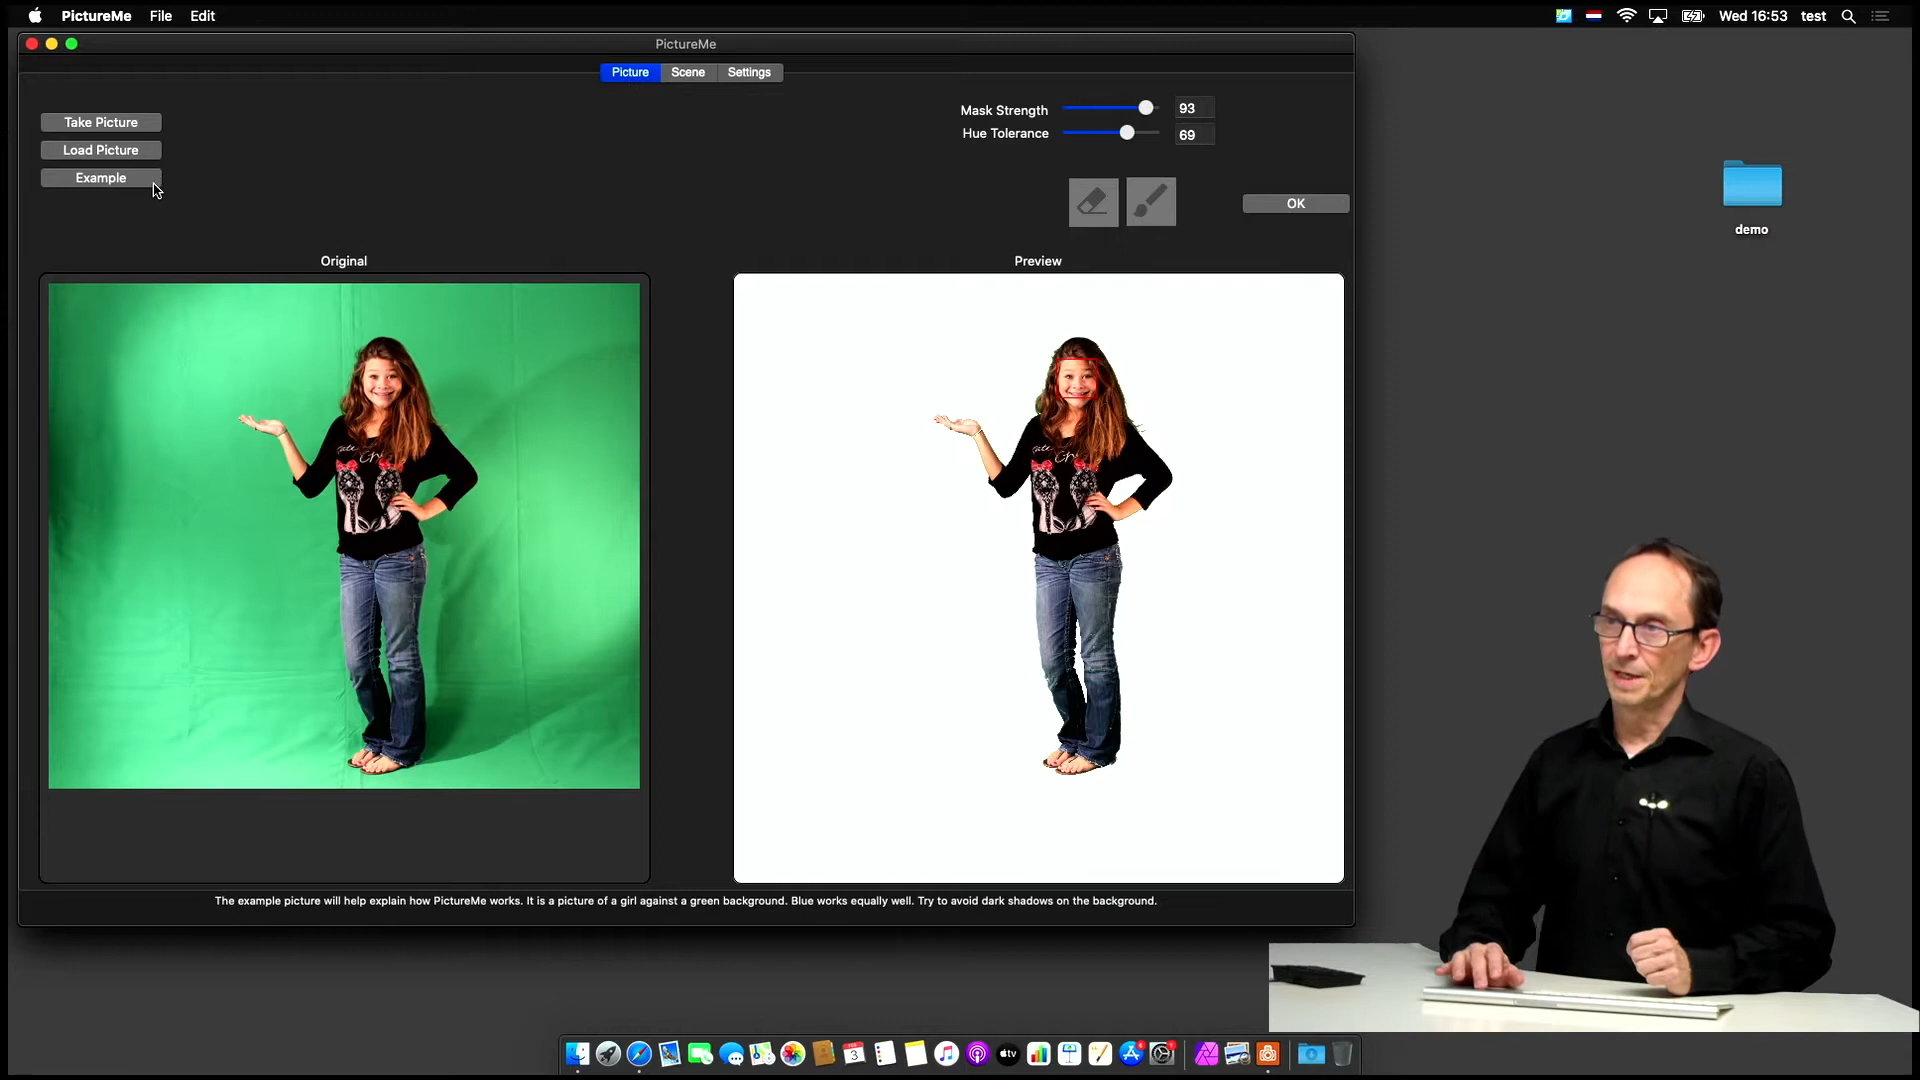 PictureMe File Edit
Wed 16:53 test
PictureMe
Picture Scene Settings
Take Picture
Load Picture
Example
Mask Strength 93
Hue Tolerance 69
OK
demo
Original
Preview
The example picture will help explain how PictureMe works. It is a picture of a girl against a green background. Blue works equally well. Try to avoid dark shadows on the background.
3
tv